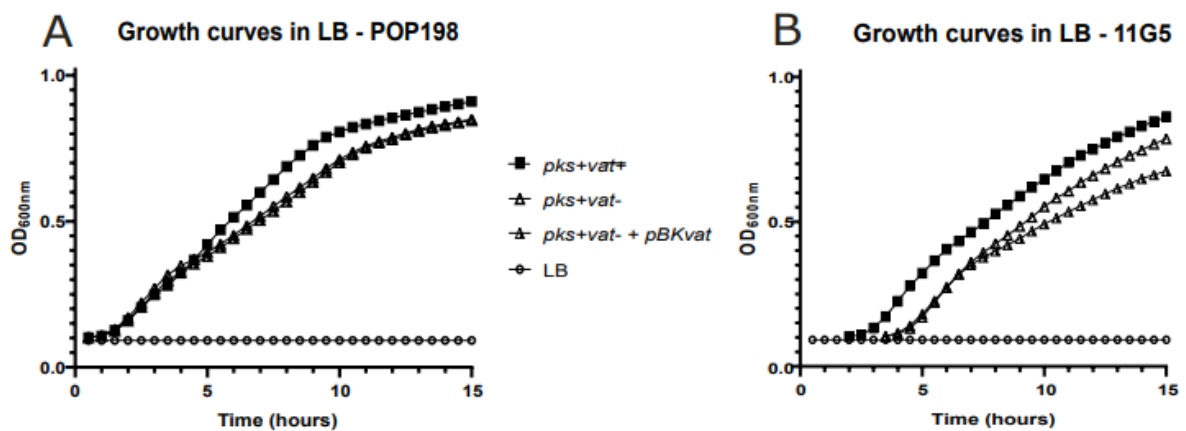 A
Growth curves in LB - POP198
1.0
0.5
0.0
OD600nm
0
5
10
15
Time (hours)
pks+vat+
pks+vat-
pks+vat- + pBKvat
LB
B
Growth curves in LB - 11G5
1.0
0.5
0.0
OD600nm
0
5
10
15
Time (hours)